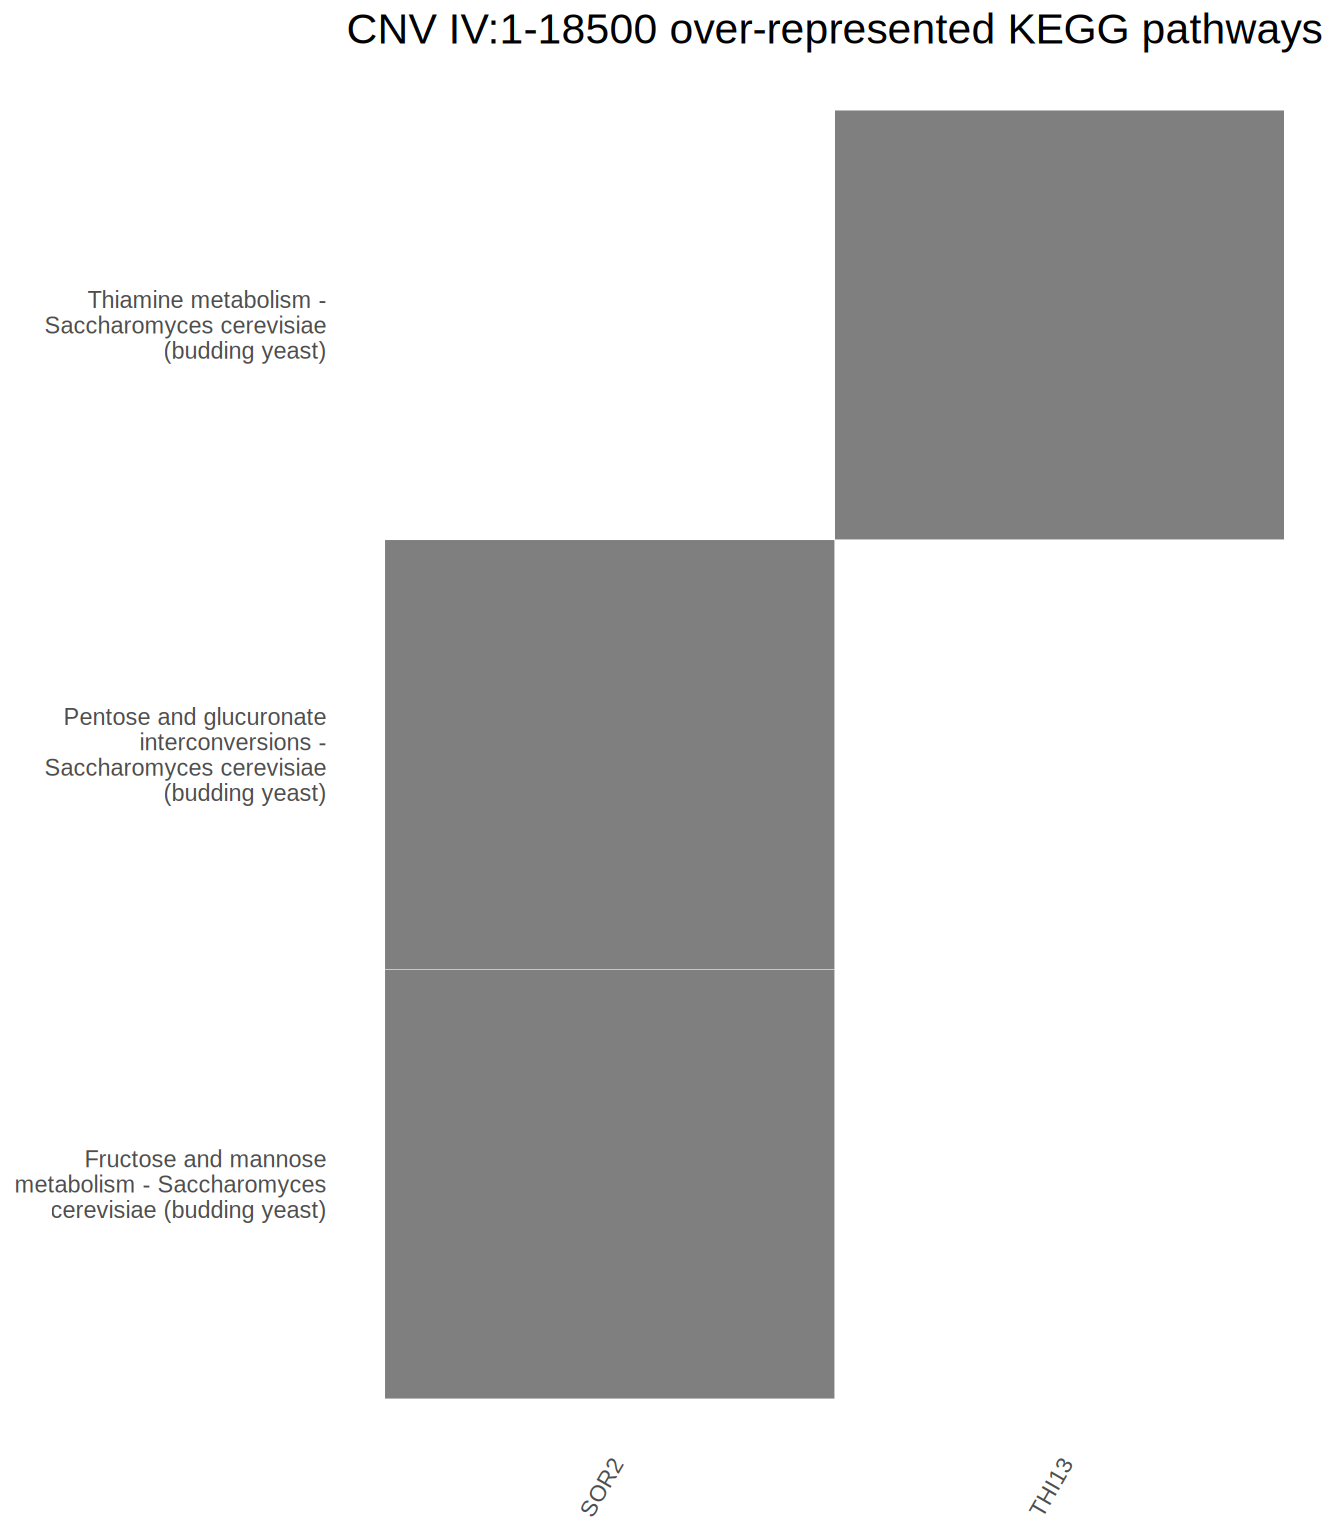 CNV IV:1-18500 over-represented KEGG pathways
Thiamine metabolism -
Saccharomyces cerevisiae
(budding yeast)
Pentose and glucuronate
interconversions -
Saccharomyces cerevisiae
(budding yeast)
Fructose and mannose
metabolism - Saccharomyces
cerevisiae (budding yeast)
SOR2
THI13